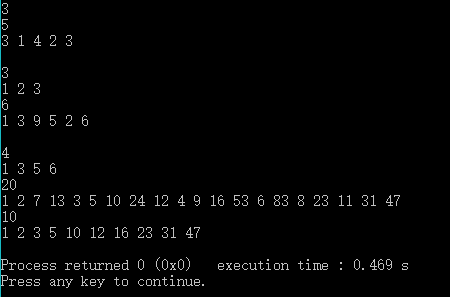 3
5
3 1 4 2 3
3
1 2 3
6
1 3 9 5 2 6
4
1 3 5 6
20
1 2 7 13 3 5 10 24 12 4 9 16 53 6 83 8 23 11 31 47
10
1 2 3 5 10 12 16 23 31 47
Process returned 0 (0x0)   execution time : 0.469 s
Press any key to continue.